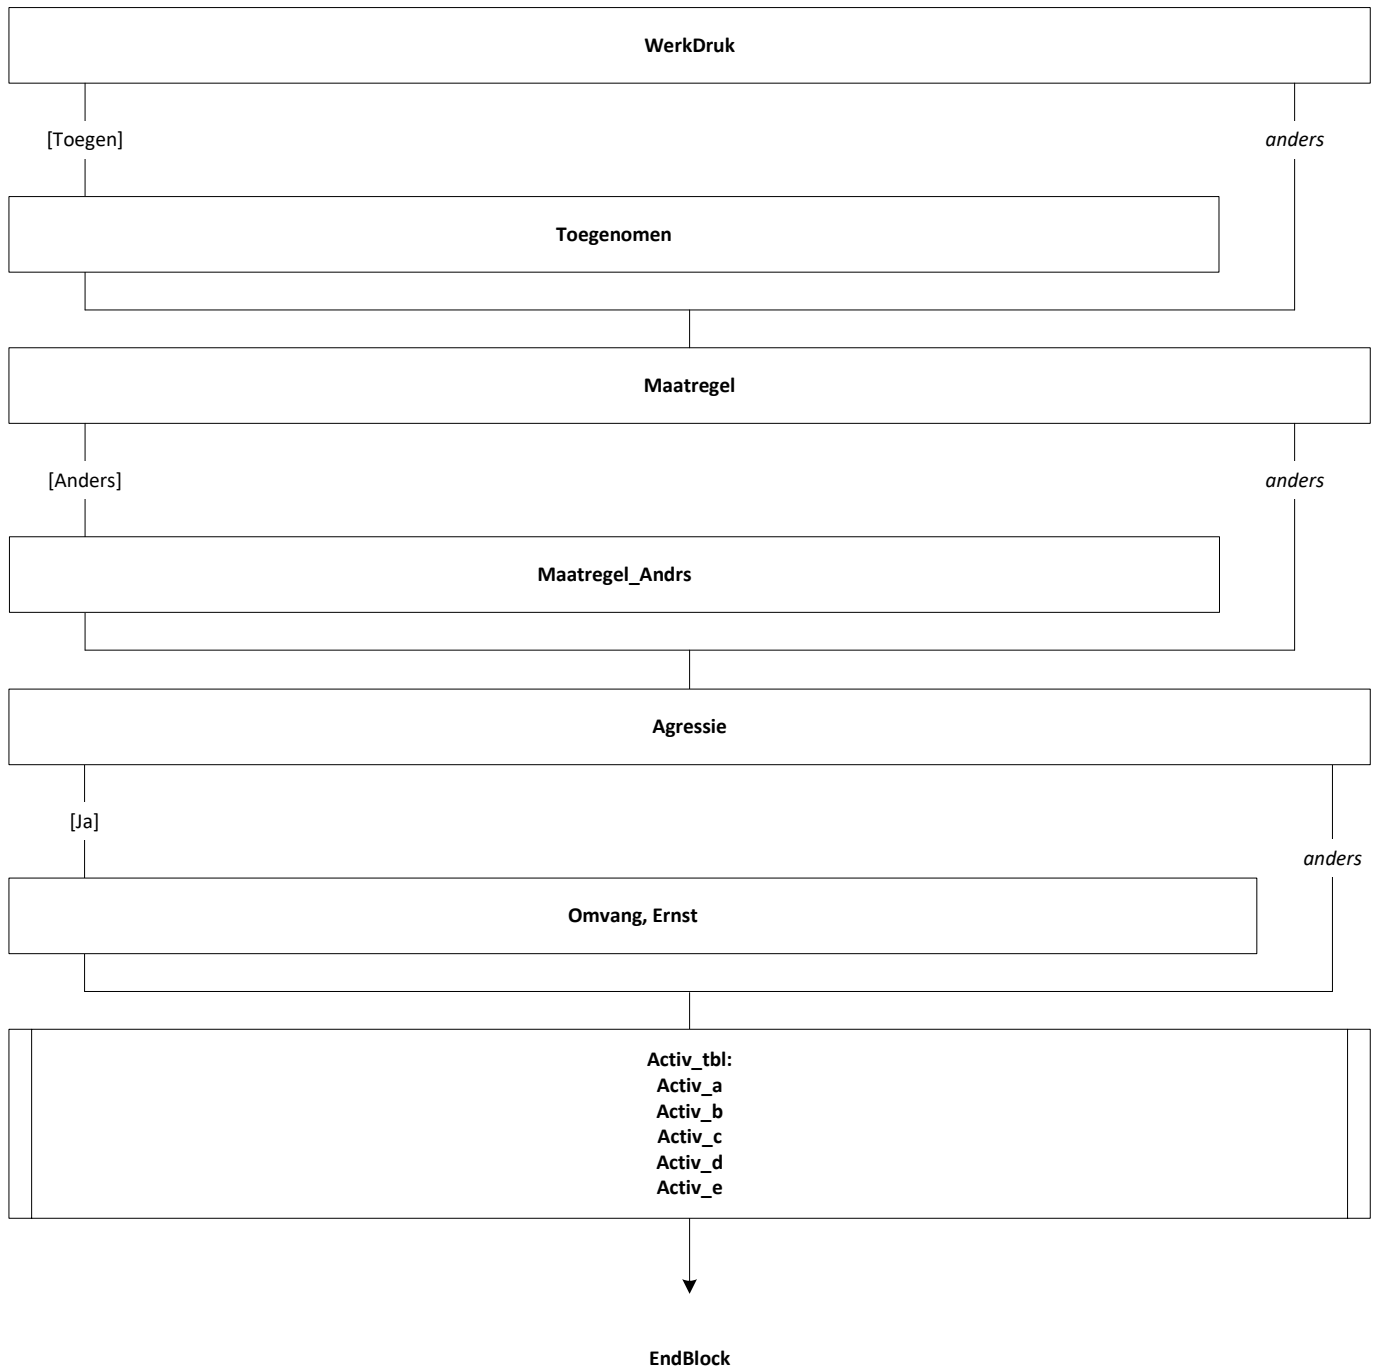 WerkDruk
[Toegen]
anders
Toegenomen
Maatregel
[Anders]
anders
Maatregel_Andrs
Agressie
[Ja]
anders
Omvang, Ernst
Activ_tbl:
Activ_a
Activ_b
Activ_c
Activ_d
Activ_e
EndBlock